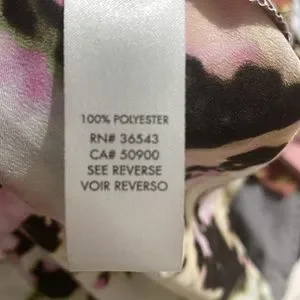 100% POLYESTER
RN# 36543
CA# 50900
SEE REVERSE
VOIR REVERSO